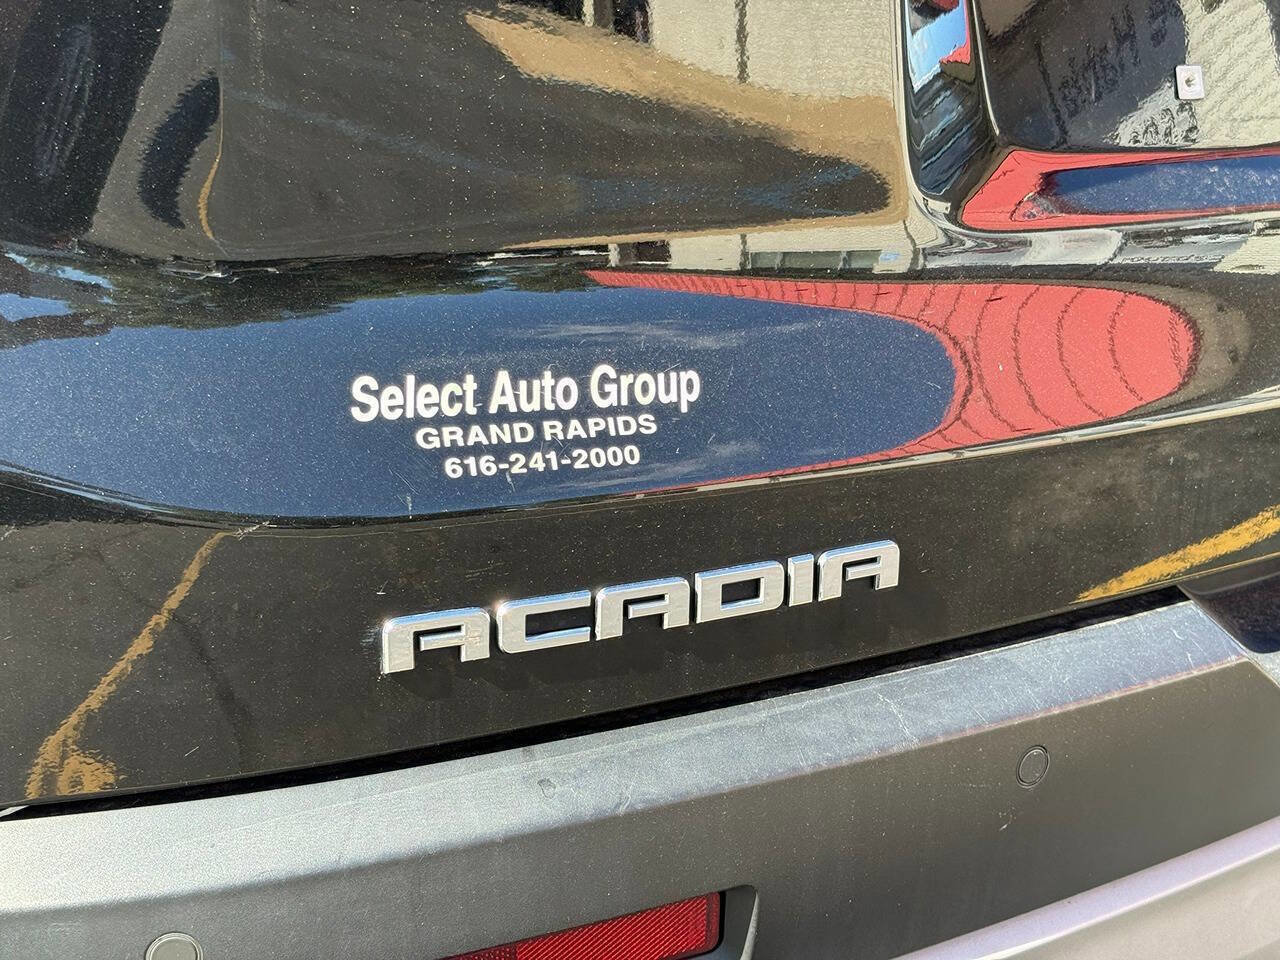 Select Auto Group
GRAND RAPIDS
616-241-2000
ACADIA